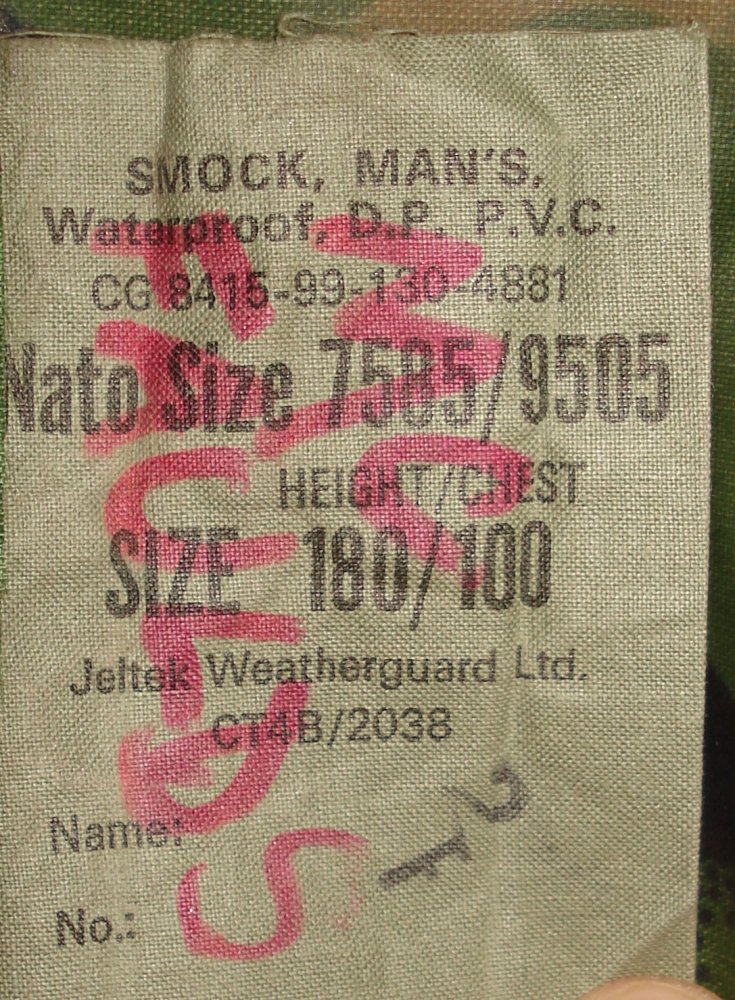 SMOCK, MAN'S,
Waterproof, D.P. P.V.C.
CG 8415-99-130-4881
Nato Size 7585/9505
HEIGHT/CHEST
SIZE 180/100
Jeltek Weatherguard Ltd.
CT4B/2038
Name:
No.:
12